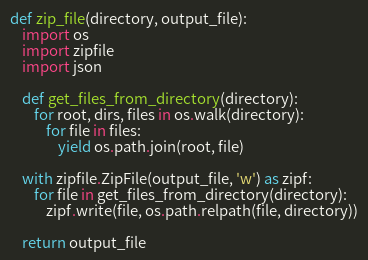 def zip_file(directory, output_file):
    import os
    import zipfile
    import json

    def get_files_from_directory(directory):
        for root, dirs, files in os.walk(directory):
            for file in files:
                yield os.path.join(root, file)

    with zipfile.ZipFile(output_file, 'w') as zipf:
        for file in get_files_from_directory(directory):
            zipf.write(file, os.path.relpath(file, directory))

    return output_file